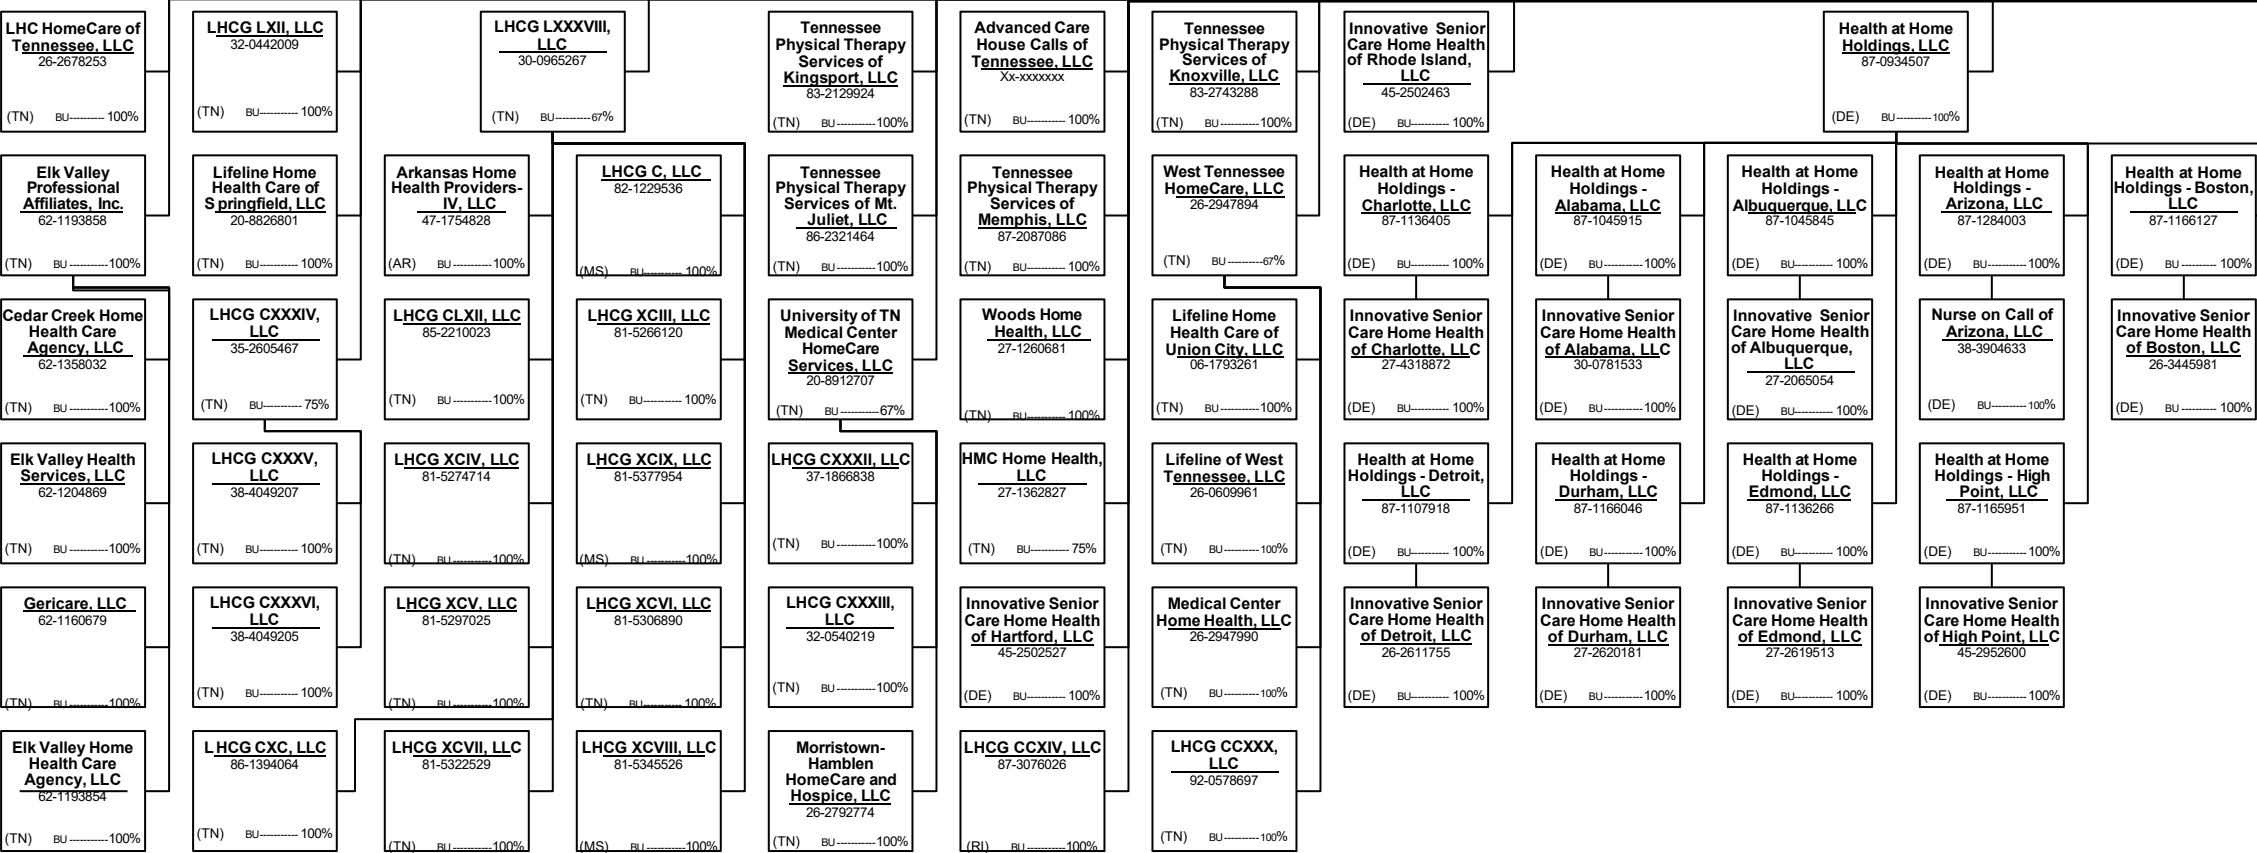 LHC HomeCare of
Tennessee, LLC
26-2678253
(TN) BU---------- 100%
LHCG LXII, LLC
32-0442009
(TN) BU---------- 100%
LHCG LXXXVIII,
LLC
30-0965267
(TN) BU----------67%
Tennessee
Physical Therapy
Services of
Kingsport, LLC
83-2129924
(TN) BU----------100%
Advanced Care
House Calls of
Tennessee, LLC
Xx-xxxxxxx
(TN) BU---------- 100%
Tennessee
Physical Therapy
Services of
Knoxville, LLC
83-2743288
(TN) BU----------100%
Innovative Senior
Care Home Health
of Rhode Island,
LLC
45-2502463
(DE) BU---------- 100%
Health at Home
Holdings, LLC
87-0934507
(DE) BU----------100%
Elk Valley
Professional
Affiliates, Inc.
62-1193858
(TN) BU----------100%
Lifeline Home
Health Care of
Springfield, LLC
20-8826801
(TN) BU---------- 100%
Arkansas Home
Health Providers-
IV, LLC
47-1754828
(AR) BU----------100%
LHCG C, LLC
82-1229536
(MS) BU---------- 100%
Tennessee
Physical Therapy
Services of Mt.
Juliet, LLC
86-2321464
(TN) BU----------100%
Tennessee
Physical Therapy
Services of
Memphis, LLC
87-2087086
(TN) BU---------- 100%
West Tennessee
HomeCare, LLC
26-2947894
(TN) BU----------67%
Health at Home
Holdings -
Charlotte, LLC
87-1136405
(DE) BU---------- 100%
Health at Home
Holdings -
Alabama, LLC
87-1045915
(DE) BU----------100%
Health at Home
Holdings -
Albuquerque, LLC
87-1045845
(DE) BU---------- 100%
Health at Home
Holdings -
Arizona, LLC
87-1284003
(DE) BU---------- 100%
Health at Home
Holdings - Boston,
LLC
87-1166127
(DE) BU---------- 100%
Cedar Creek Home
Health Care
Agency, LLC
62-1358032
(TN) BU----------100%
LHCG CXXXIV,
LLC
35-2605467
(TN) BU---------- 75%
LHCG CLXII, LLC
85-2210023
(TN) BU----------100%
LHCG XCIII, LLC
81-5266120
(TN) BU---------- 100%
University of TN
Medical Center
HomeCare
Services, LLC
20-8912707
(TN) BU----------67%
Woods Home
Health, LLC
27-1260681
(TN) BU---------- 100%
Lifeline Home
Health Care of
Union City, LLC
06-1793261
(TN) BU----------100%
Innovative Senior
Care Home Health
of Charlotte, LLC
27-4318872
(DE) BU---------- 100%
Innovative Senior
Care Home Health
of Alabama, LLC
30-0781533
(DE) BU----------100%
Innovative Senior
Care Home Health
of Albuquerque,
LLC
27-2065054
(DE) BU---------- 100%
Nurse on Call of
Arizona, LLC
38-3904633
(DE) BU----------100%
Innovative Senior
Care Home Health
of Boston, LLC
26-3445981
(DE) BU---------- 100%
Elk Valley Health
Services, LLC
62-1204869
(TN) BU----------100%
LHCG CXXXV,
LLC
38-4049207
(TN) BU---------- 100%
LHCG XCIV, LLC
81-5274714
(TN) BU----------100%
LHCG XCIX, LLC
81-5377954
(MS) BU----------100%
LHCG CXXXII, LLC
37-1866838
(TN) BU----------100%
HMC Home Health,
LLC
27-1362827
(TN) BU---------- 75%
Lifeline of West
Tennessee, LLC
26-0609961
(TN) BU----------100%
Health at Home
Holdings - Detroit,
LLC
87-1107918
(DE) BU---------- 100%
Health at Home
Holdings -
Durham, LLC
87-1166046
(DE) BU----------100%
Health at Home
Holdings -
Edmond, LLC
87-1136266
(DE) BU---------- 100%
Health at Home
Holdings - High
Point, LLC
87-1165951
(DE) BU---------- 100%
Gericare, LLC
62-1160679
(TN) BU----------100%
LHCG CXXXVI,
LLC
38-4049205
(TN) BU---------- 100%
LHCG XCV, LLC
81-5297025
(TN) BU----------100%
LHCG XCVI, LLC
81-5306890
(TN) BU---------- 100%
LHCG CXXXIII,
LLC
32-0540219
(TN) BU----------100%
Innovative Senior
Care Home Health
of Hartford, LLC
45-2502527
(DE) BU---------- 100%
Medical Center
Home Health, LLC
26-2947990
(TN) BU----------100%
Innovative Senior
Care Home Health
of Detroit, LLC
26-2611755
(DE) BU---------- 100%
Innovative Senior
Care Home Health
of Durham, LLC
27-2620181
(DE) BU----------100%
Innovative Senior
Care Home Health
of Edmond, LLC
27-2619513
(DE) BU---------- 100%
Innovative Senior
Care Home Health
of High Point, LLC
45-2952600
(DE) BU---------- 100%
Elk Valley Home
Health Care
Agency, LLC
62-1193854
(TN) BU----------100%
LHCG CXC, LLC
86-1394064
(TN) BU---------- 100%
LHCG XCVII, LLC
81-5322529
(TN) BU----------100%
LHCG XCVIII, LLC
81-5345526
(MS) BU----------100%
Morristown-
Hamblen
HomeCare and
Hospice, LLC
26-2792774
(TN) BU----------100%
LHCG CCXIV, LLC
87-3076026
(RI) BU----------100%
LHCG CCXXX,
LLC
92-0578697
(TN) BU----------100%